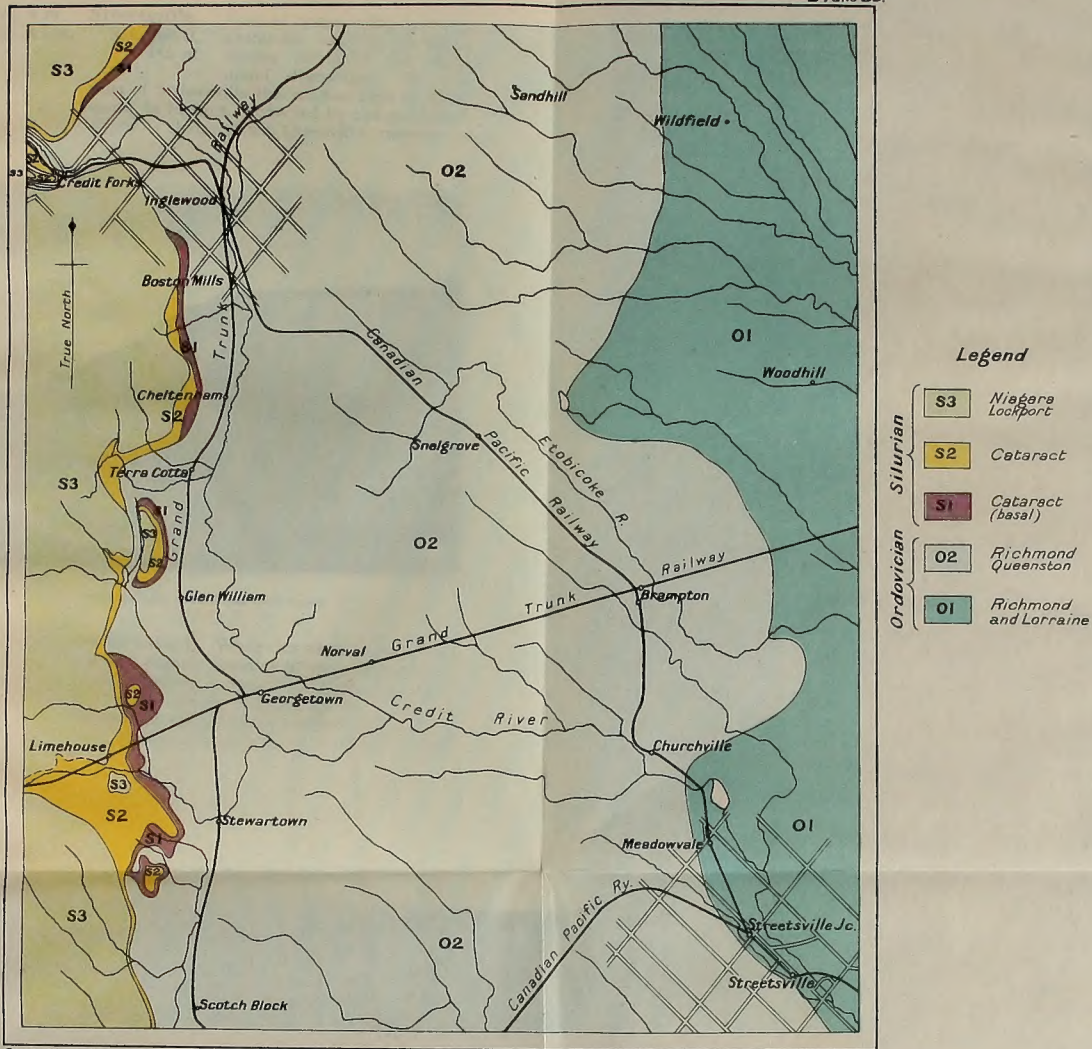 S2
S1
S3
Sandhill
Wildfield
Railway
O2
S3
S2
Credit Forks
Inglewood
Boston Mills
True North
Trunk
S1
Canadian
O1
Woodhill
Cheltenham
S2
Snelgrove
Pacific
Etobicoke R.
Terra Cotta
S3
Railway
S1
S3
S2
Grand
O2
Railway
Glen William
Trunk
Brampton
Norval
Grand
Georgetown
S2
S1
Credit River
Limehouse
Churchville
S3
S2
Stewartown
S1
O1
Meadowvale
S2
S3
O2
Canadian Pacific Ry.
Streetsville Jc.
Streetsville
Scotch Block
Legend
Silurian
S3 Niagara
Lockport
S2 Cataract
S1 Cataract
(basal)
Ordovician
O2 Richmond
Queenston
O1 Richmond
and Lorraine